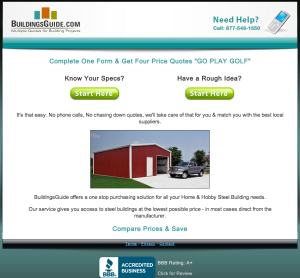 BUILDINGSGUIDE.COM
Multiple Quotes for Building Projects
Need Help?
Call: 877-548-1550
Complete One Form & Get Four Price Quotes "GO PLAY GOLF"
Know Your Specs?
Have a Rough Idea?
Start Here
Start Here
It's that easy. No phone calls, No chasing down quotes, we'll take care of that for you & match you with the best local
suppliers.
BuildingsGuide offers a one stop purchasing solution for all your Home & Hobby Steel Building needs.
Our service gives you access to steel buildings at the lowest possible price - in most cases direct from the
manufacturer.
Compare Prices & Save
Home - Privacy - Contact
BBB
ACCREDITED
BUSINESS
BBB Rating: A+
Click for Review